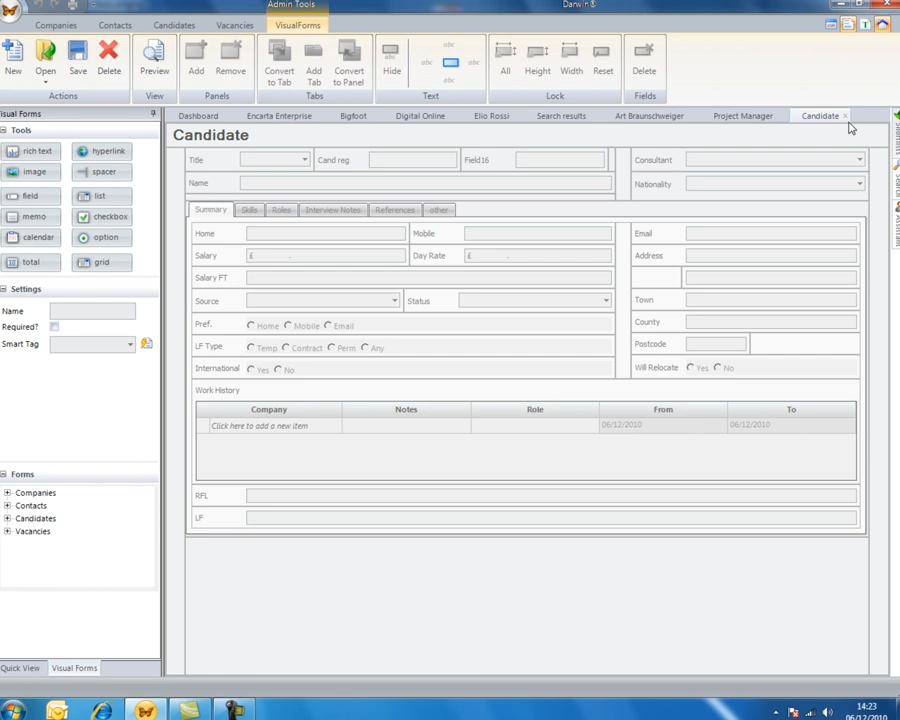 Admin Tools Darwin®
Companies Contacts Candidates Vacancies VisualForms
New Open Save Delete Preview Add Remove Convert to Tab Add Tab Convert to Panel Hide abc abc abc abc All Height Width Reset Delete
Actions View Panels Tabs Text Lock Fields
Visual Forms
Dashboard Encarta Enterprise Bigfoot Digital Online Elio Rossi Search results Art Braunschweiger Project Manager Candidate
Tools
rich text hyperlink
image spacer
field list
memo checkbox
calendar option
total grid
Settings
Name
Required?
Smart Tag
Forms
Companies
Contacts
Candidates
Vacancies
Quick View Visual Forms
Candidate
Title Cand reg Field16 Consultant
Name Nationality
Summary Skills Roles Interview Notes References other
Home Mobile Email
Salary £ . Day Rate £ . Address
Salary FT
Source Status Town
Pref. Home Mobile Email County
LF Type Temp Contract Perm Any Postcode
International Yes No Will Relocate Yes No
Work History
Company Notes Role From To
Click here to add a new item 06/12/2010 06/12/2010
RFL
LF
Search
Assistant
14:23
06/12/2010